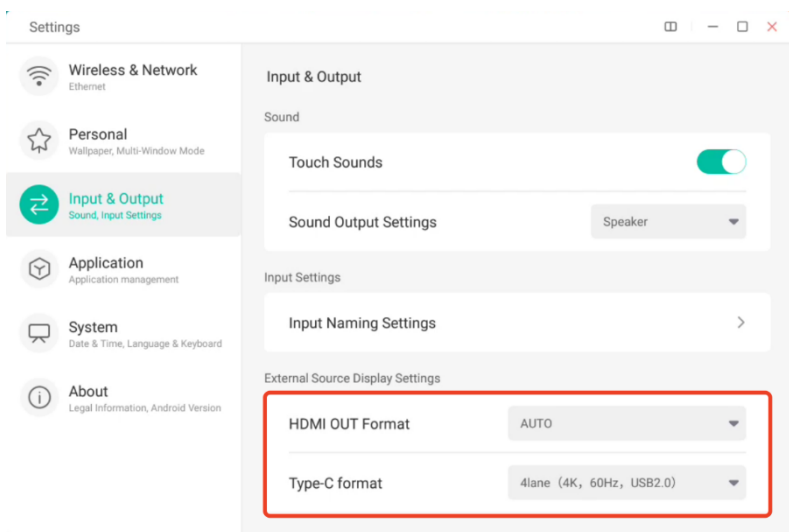 Settings
Wireless & Network
Ethernet
Personal
Wallpaper, Multi-Window Mode
Input & Output
Sound, Input Settings
Application
Application management
System
Date & Time, Language & Keyboard
About
Legal Information, Android Version
Input & Output
Sound
Touch Sounds
Sound Output Settings
Speaker
Input Settings
Input Naming Settings
External Source Display Settings
HDMI OUT Format
AUTO
Type-C format
4lane（4K，60Hz，USB2.0）